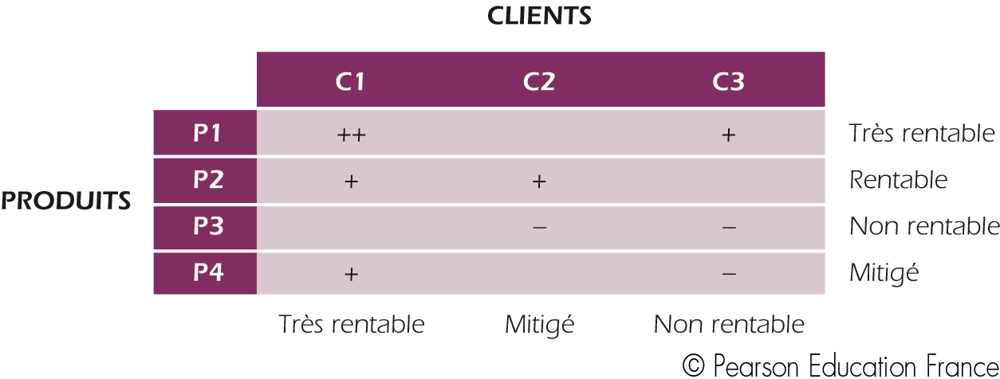 CLIENTS
C1 C2 C3
P1 ++ + Très rentable
P2 + + Rentable
PRODUITS
P3 – – Non rentable
P4 + – Mitigé
Très rentable Mitigé Non rentable
© Pearson Education France